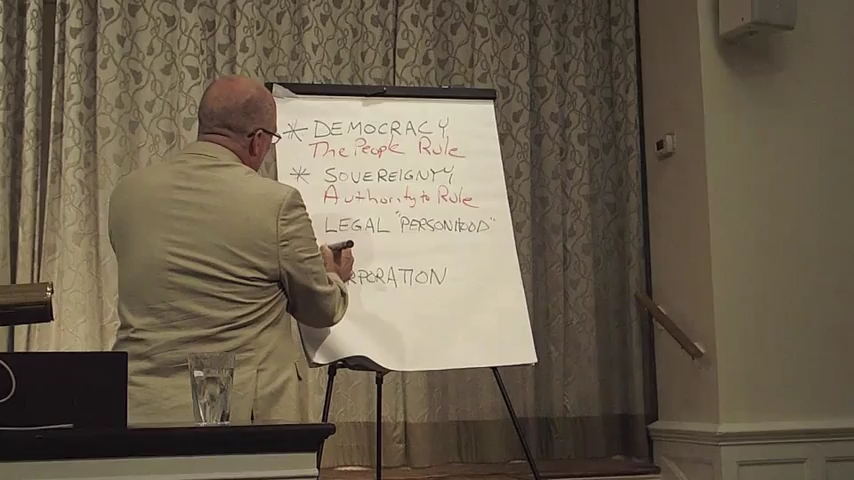 * DEMOCRACY
The People Rule
* SOVEREIGNTY
Authority to Rule
LEGAL "PERSONHOOD"
RPORATION